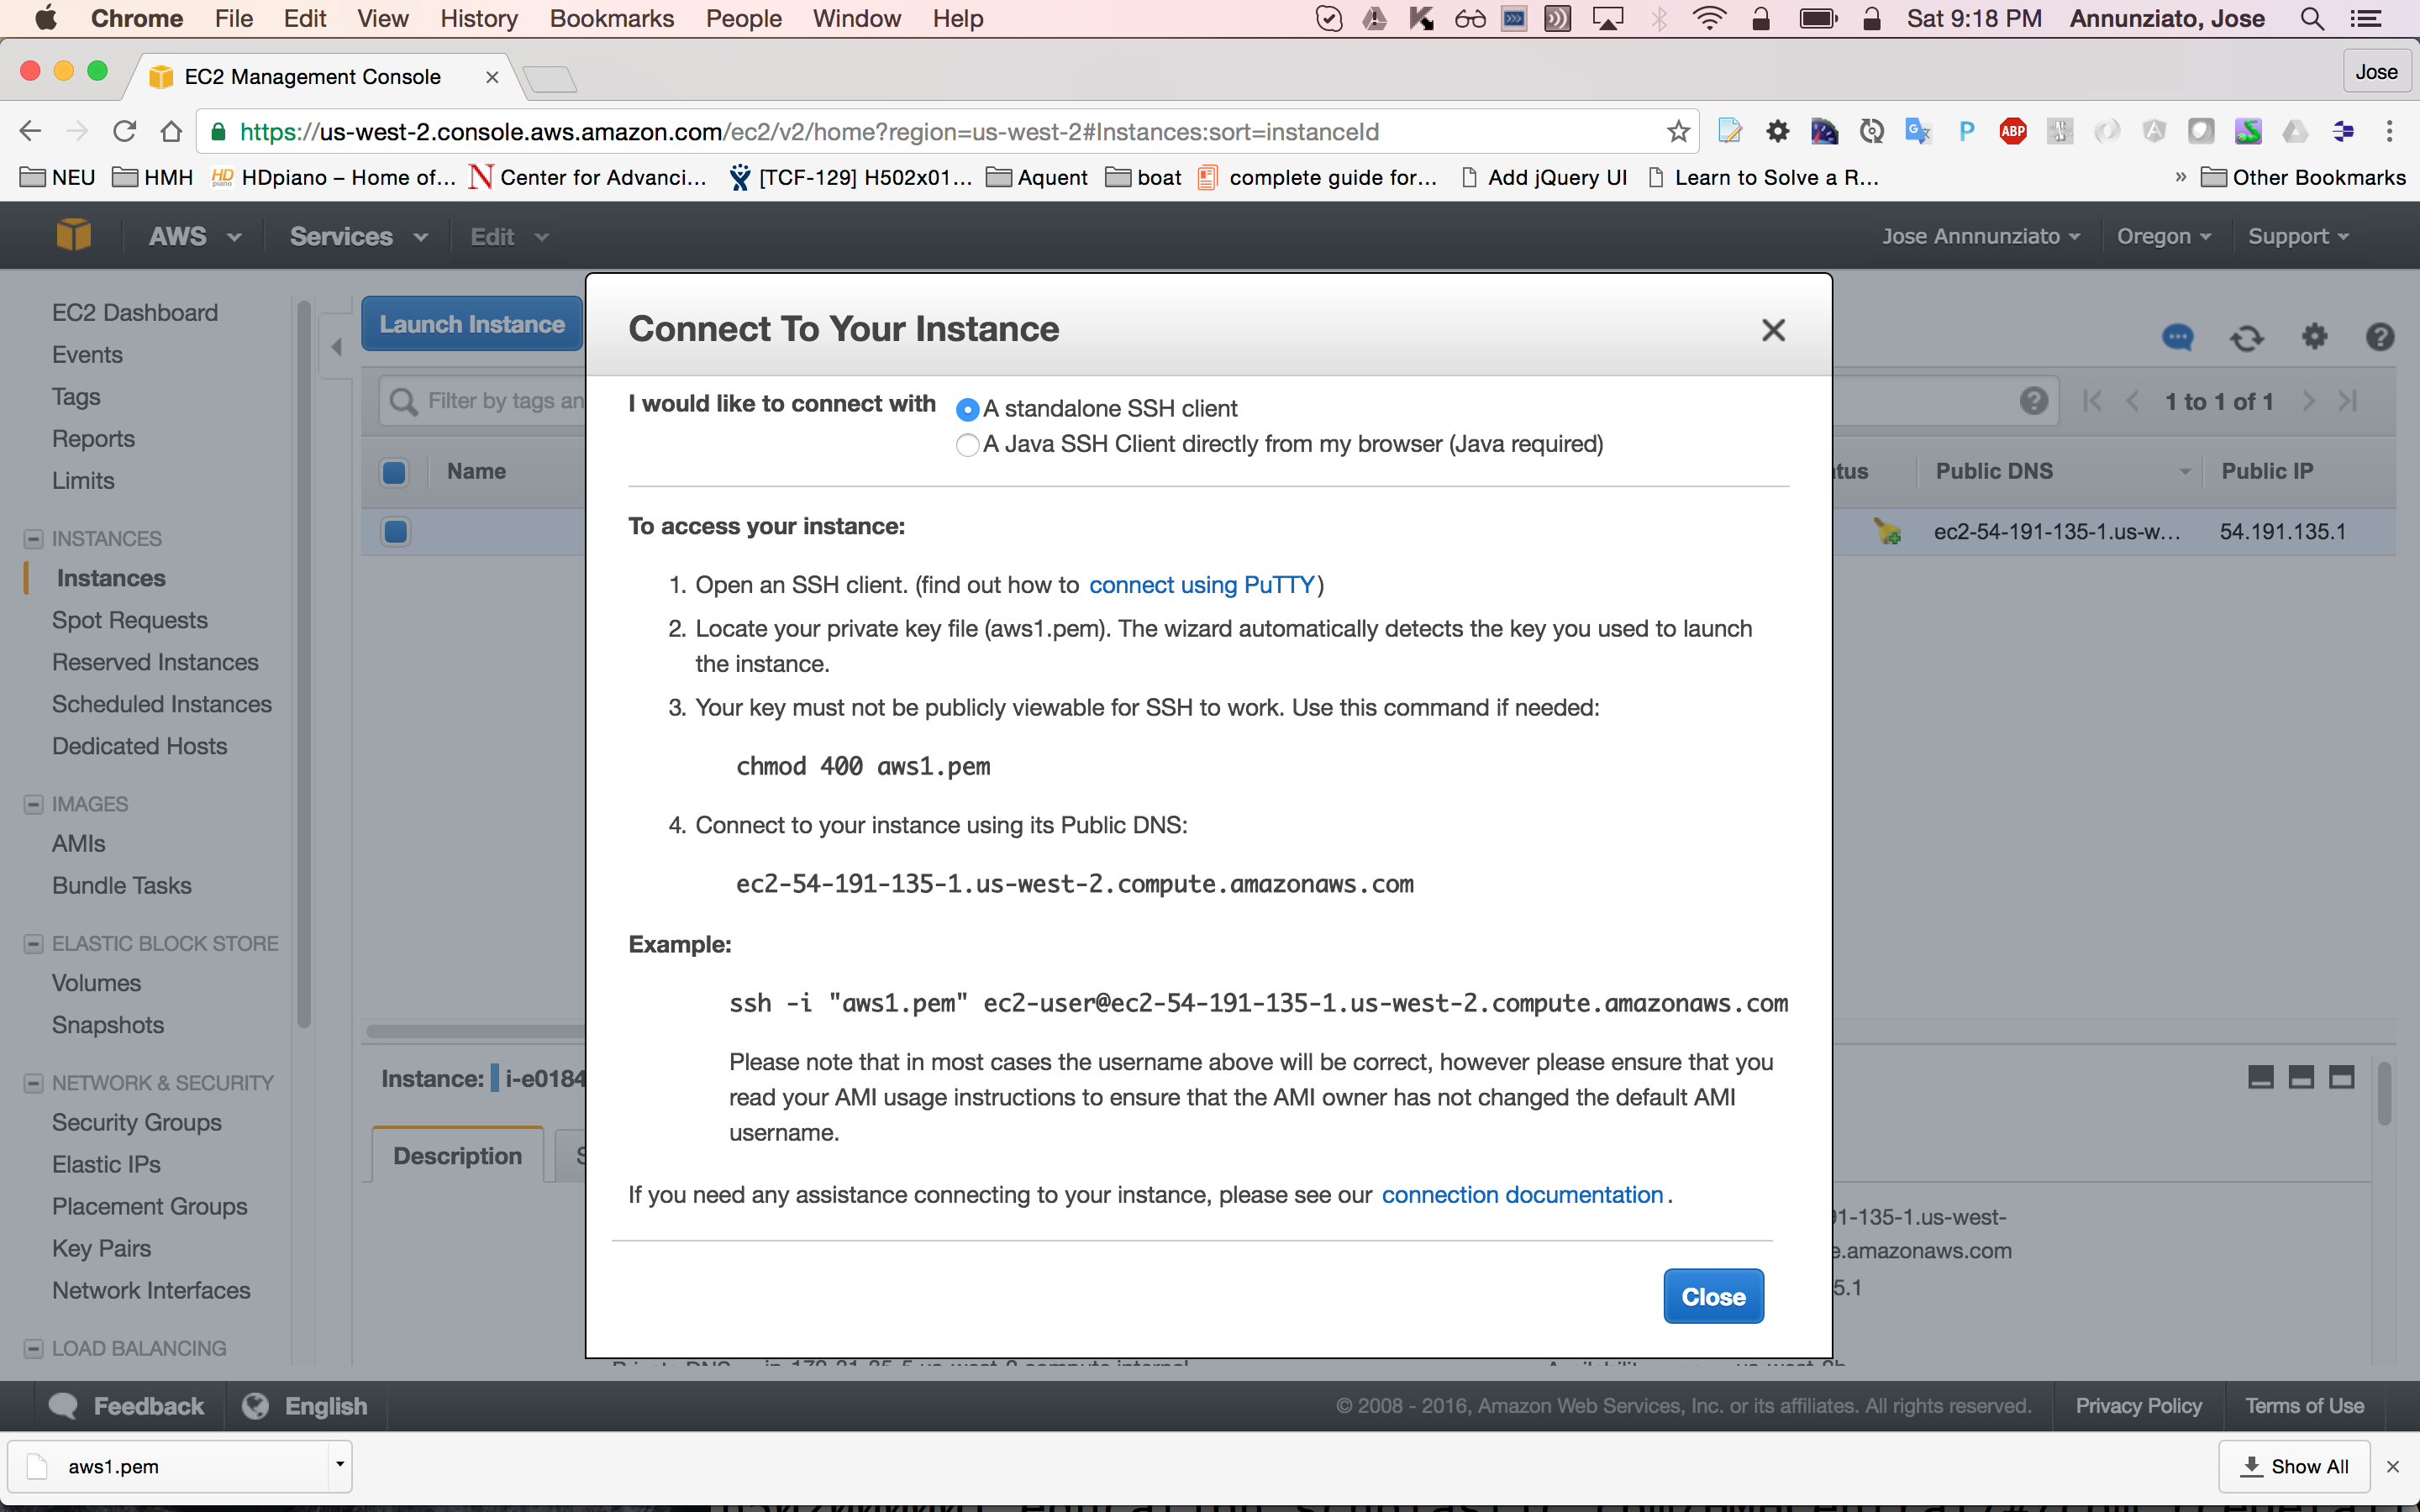 Chrome File Edit View History Bookmarks People Window Help Sat 9:18 PM Annunziato, Jose
EC2 Management Console
Jose
https://us-west-2.console.aws.amazon.com/ec2/v2/home?region=us-west-2#Instances:sort=instanceId
NEU HMH HDpiano – Home of... Center for Advanci... [TCF-129] H502x01... Aquent boat complete guide for... Add jQuery UI Learn to Solve a R... » Other Bookmarks
AWS Services Edit Jose Annnunziato Oregon Support
EC2 Dashboard
Events
Tags
Reports
Limits
INSTANCES
Instances
Spot Requests
Reserved Instances
Scheduled Instances
Dedicated Hosts
IMAGES
AMIs
Bundle Tasks
ELASTIC BLOCK STORE
Volumes
Snapshots
NETWORK & SECURITY
Security Groups
Elastic IPs
Placement Groups
Key Pairs
Network Interfaces
LOAD BALANCING
Launch Instance
Filter by tags an
1 to 1 of 1
Name
tus Public DNS Public IP
ec2-54-191-135-1.us-w... 54.191.135.1
Connect To Your Instance
I would like to connect with
A standalone SSH client
A Java SSH Client directly from my browser (Java required)
To access your instance:
1. Open an SSH client. (find out how to connect using PuTTY)
2. Locate your private key file (aws1.pem). The wizard automatically detects the key you used to launch
the instance.
3. Your key must not be publicly viewable for SSH to work. Use this command if needed:
chmod 400 aws1.pem
4. Connect to your instance using its Public DNS:
ec2-54-191-135-1.us-west-2.compute.amazonaws.com
Example:
ssh -i "aws1.pem" ec2-user@ec2-54-191-135-1.us-west-2.compute.amazonaws.com
Please note that in most cases the username above will be correct, however please ensure that you
read your AMI usage instructions to ensure that the AMI owner has not changed the default AMI
username.
If you need any assistance connecting to your instance, please see our connection documentation.
Close
Instance: i-e0184
Description S
1-135-1.us-west-
e.amazonaws.com
5.1
Feedback English © 2008 - 2016, Amazon Web Services, Inc. or its affiliates. All rights reserved. Privacy Policy Terms of Use
aws1.pem
Show All